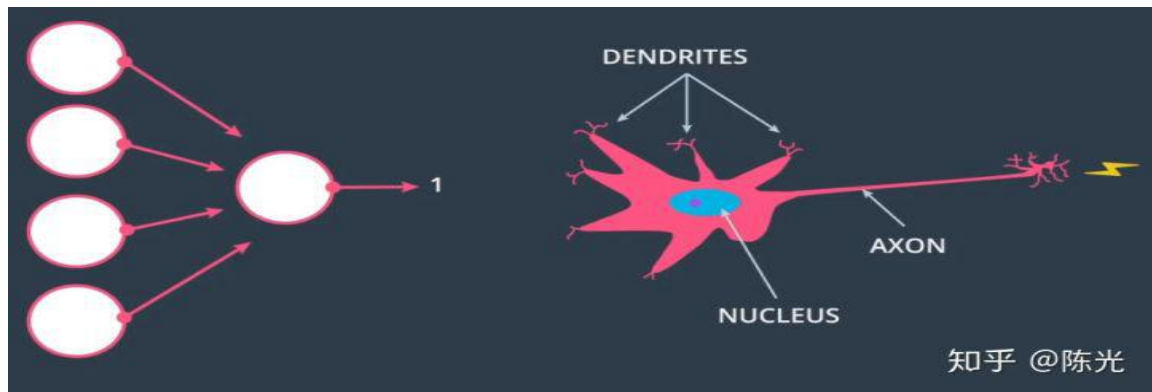 DENDRITES
1
AXON
NUCLEUS
知乎 @陈光